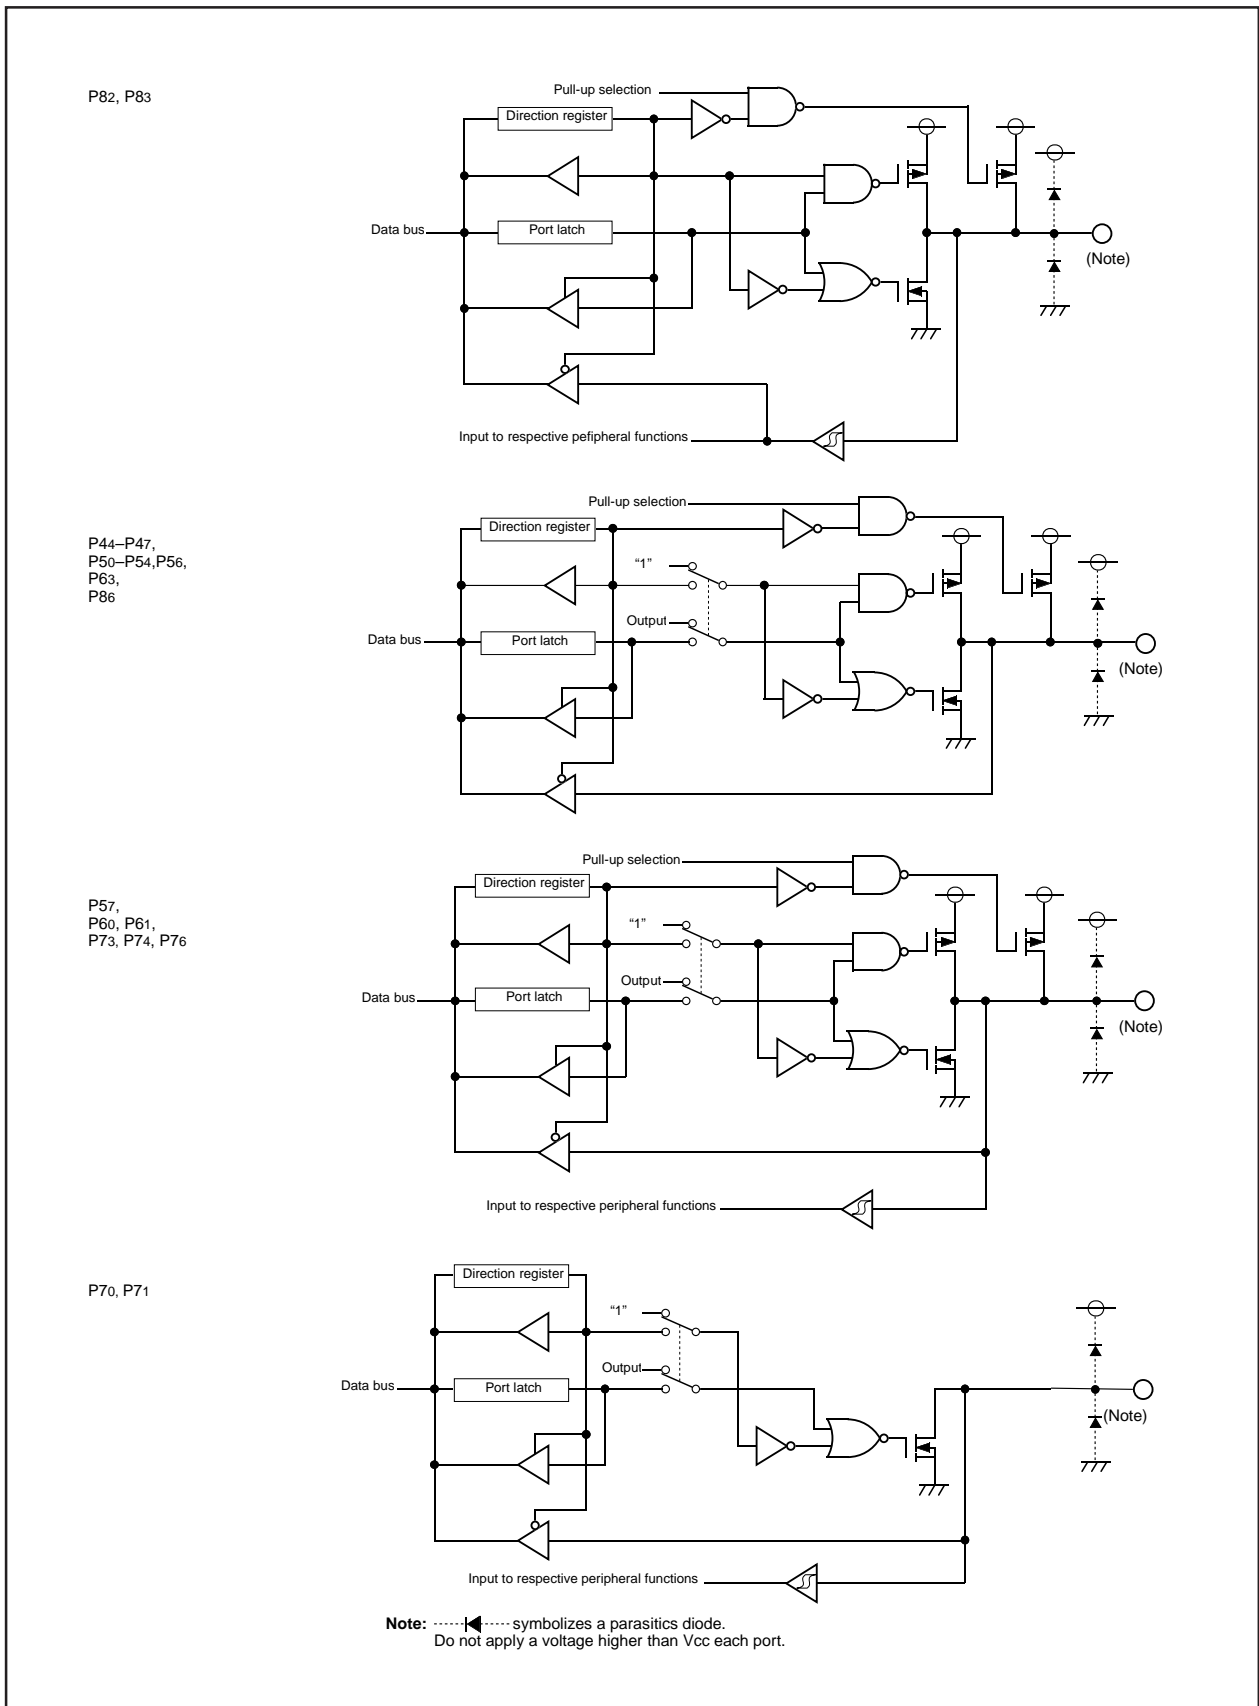 P82, P83
Pull-up selection
Direction register
Data bus
Port latch
(Note)
Input to respective pefipheral functions
P44–P47,
P50–P54,P56,
P63,
P86
Pull-up selection
Direction register
“1”
Output
Data bus
Port latch
(Note)
P57,
P60, P61,
P73, P74, P76
Pull-up selection
Direction register
“1”
Output
Data bus
Port latch
(Note)
Input to respective peripheral functions
P70, P71
Direction register
“1”
Output
Data bus
Port latch
(Note)
Input to respective peripheral functions
Note: symbolizes a parasitics diode.
Do not apply a voltage higher than Vcc each port.